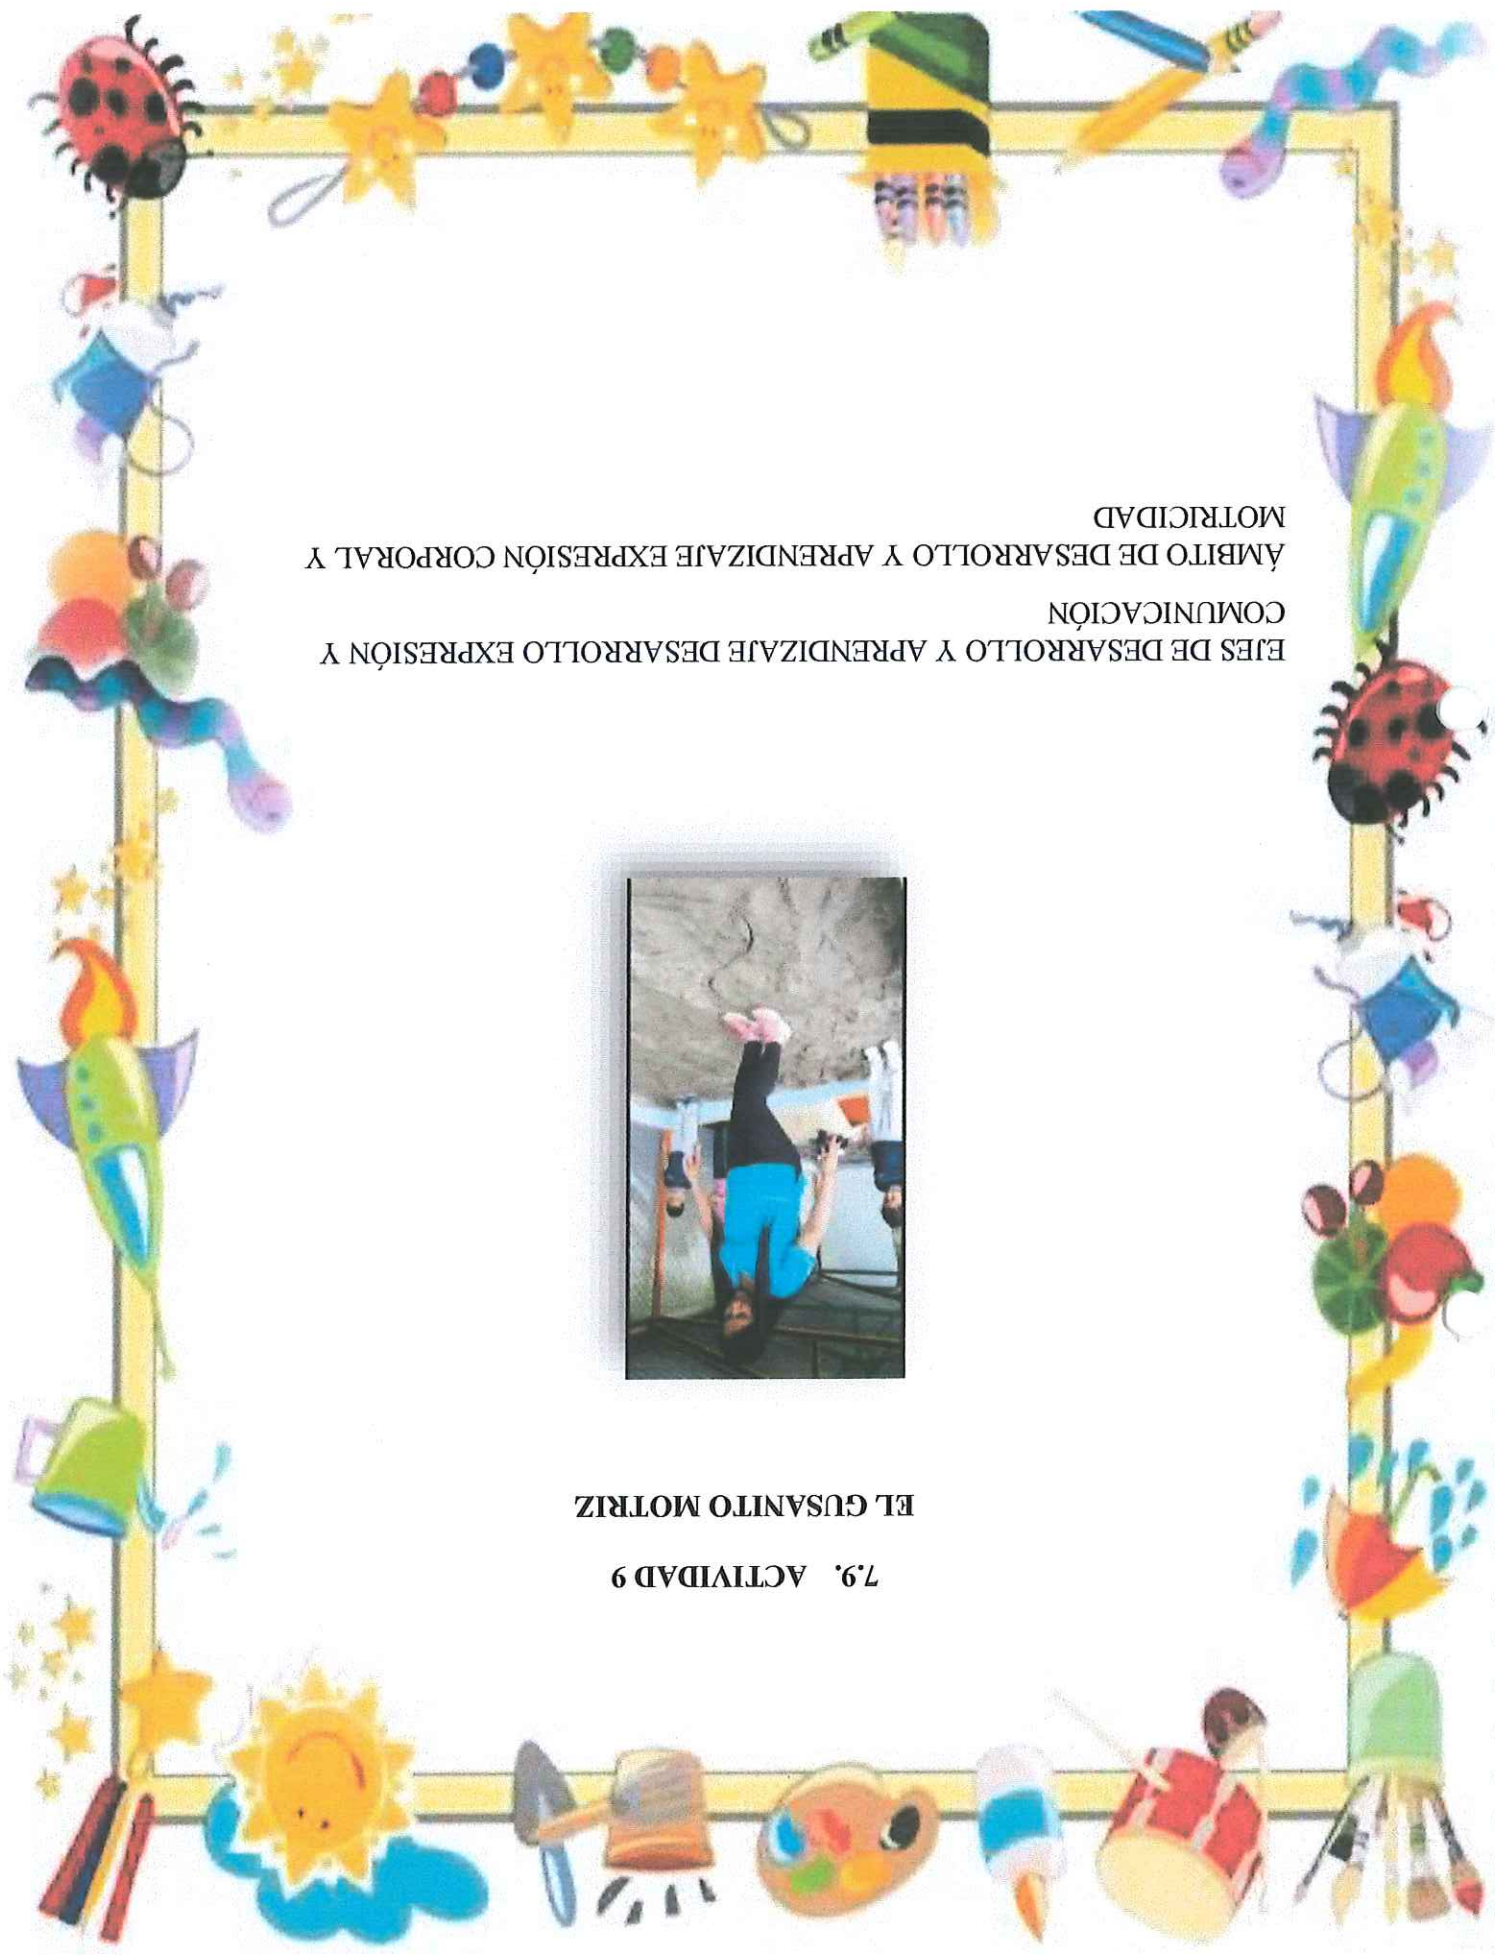 7.9. ACTIVIDAD 9
EL GUSANITO MOTRIZ
EJES DE DESARROLLO Y APRENDIZAJE DESARROLLO EXPRESIÓN Y
COMUNICACIÓN
ÁMBITO DE DESARROLLO Y APRENDIZAJE EXPRESIÓN CORPORAL Y
MOTRICIDAD